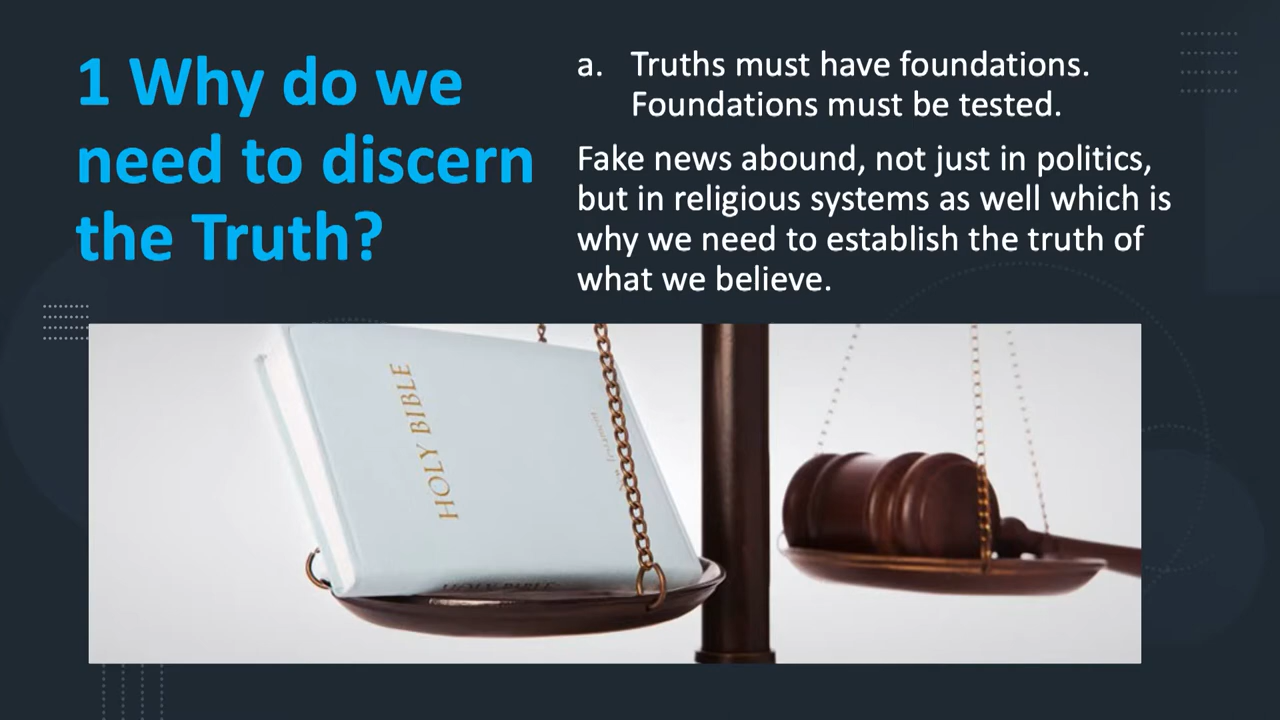 1 Why do we
need to discern
the Truth?
a. Truths must have foundations.
Foundations must be tested.
Fake news abound, not just in politics,
but in religious systems as well which is
why we need to establish the truth of
what we believe.
HOLY BIBLE
HOLY BIBLE